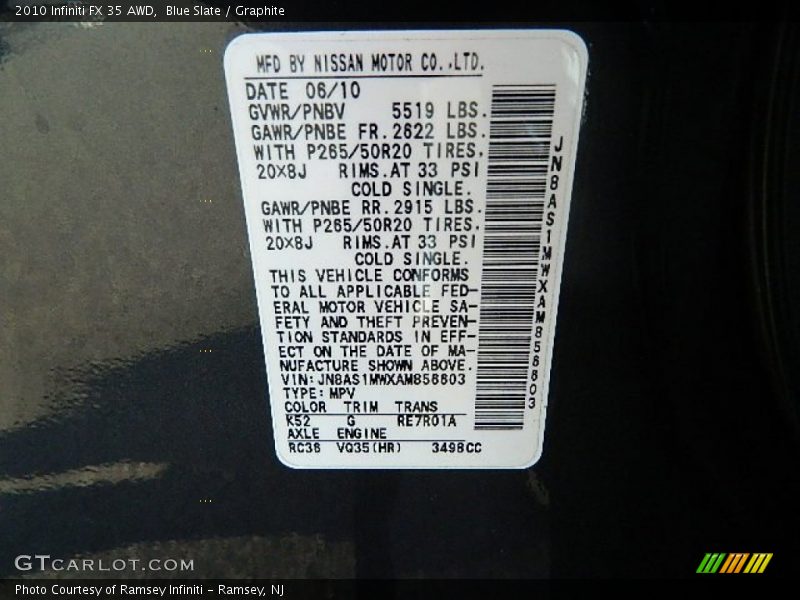 2010 Infiniti FX 35 AWD,  Blue Slate / Graphite
MFD BY NISSAN MOTOR CO.,LTD.
DATE 06/10
GVWR/PNBV 5519 LBS.
GAWR/PNBE FR. 2622 LBS.
WITH P265/50R20 TIRES,
20X8J RIMS.AT 33 PSI
COLD SINGLE.
GAWR/PNBE RR. 2915 LBS.
WITH P265/50R20 TIRES,
20X8J RIMS.AT 33 PSI
COLD SINGLE.
THIS VEHICLE CONFORMS
TO ALL APPLICABLE FED-
ERAL MOTOR VEHICLE SA-
FETY AND THEFT PREVEN-
TION STANDARDS IN EFF-
ECT ON THE DATE OF MA-
NUFACTURE SHOWN ABOVE.
VIN:JN8AS1MWXAM856603
TYPE:MPV
COLOR TRIM TRANS
K52 G RE7R01A
AXLE ENGINE
RC36 VQ35(HR) 3498CC
JN8AS1MWXAM856603
GTCARLOT.COM
Photo Courtesy of Ramsey Infiniti - Ramsey, NJ